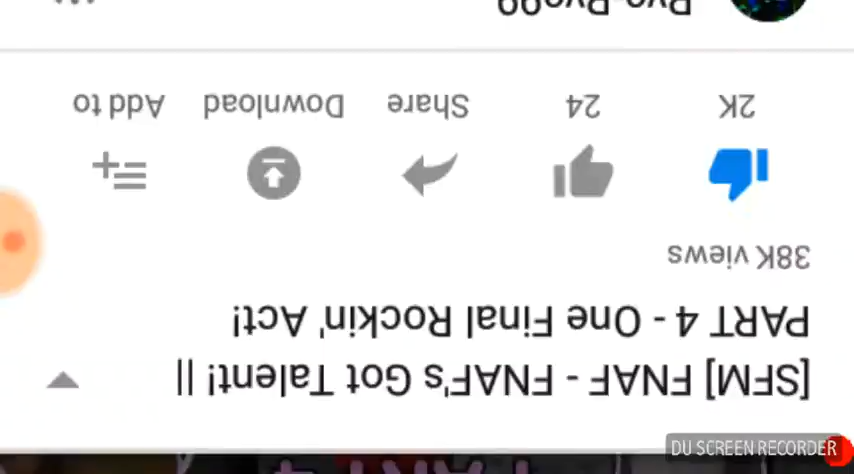 [SFM] FNAF - FNAF's Got Talent! ||
PART 4 - One Final Rockin' Act!
38K views
2K
24
Share
Download
Add to
DU SCREEN RECORDER